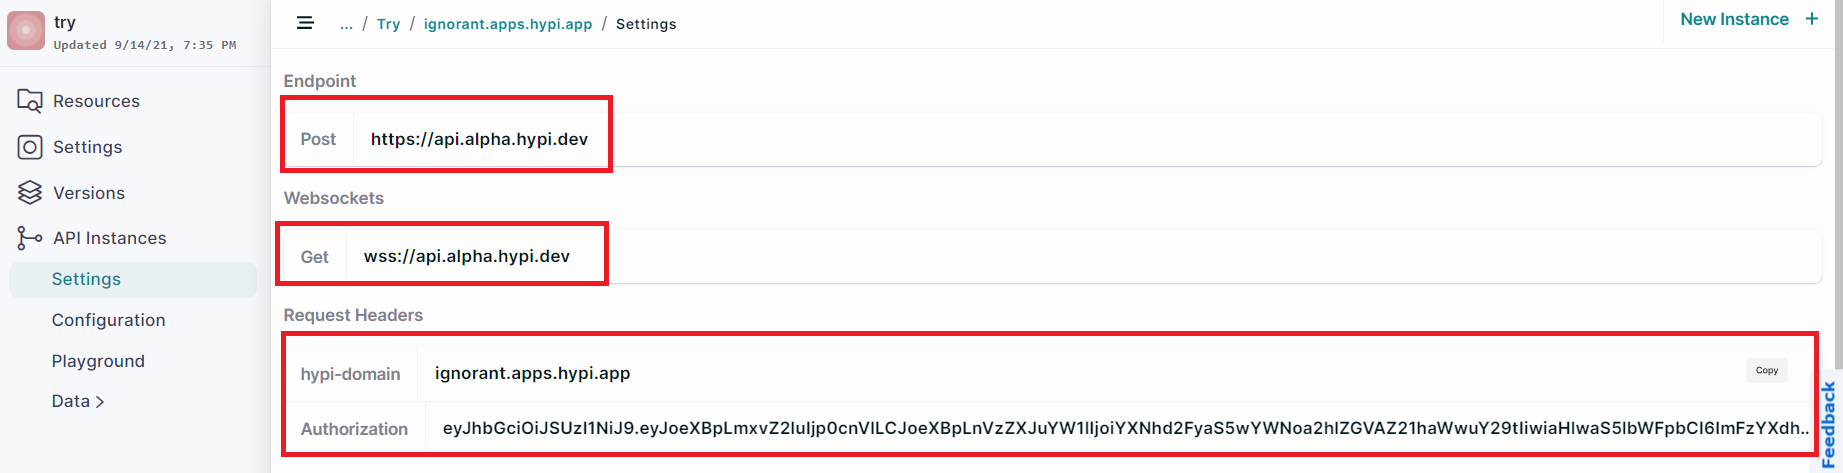 try
Updated 9/14/21, 7:35 PM
Resources
Settings
Versions
API Instances
Settings
Configuration
Playground
Data >
... / Try / ignorant.apps.hypi.app / Settings
New Instance +
Endpoint
Post https://api.alpha.hypi.dev
Websockets
Get wss://api.alpha.hypi.dev
Request Headers
hypi-domain ignorant.apps.hypi.app Copy
Authorization eyJhbGciOiJSUzI1NiJ9.eyJoeXBpLmxvZ2luIjp0cnVlLCJoeXBpLnVzZXJuYW1lIjoiYXNhd2FyaS5wYWNoa2hlZGVAZ21haWwuY29tIiwiaHlwaS5lbWFpbCI6ImFzYXdh..
Feedback